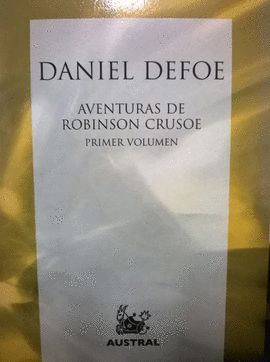 DANIEL DEFOE
AVENTURAS DE
ROBINSON CRUSOE
PRIMER VOLUMEN
AUSTRAL